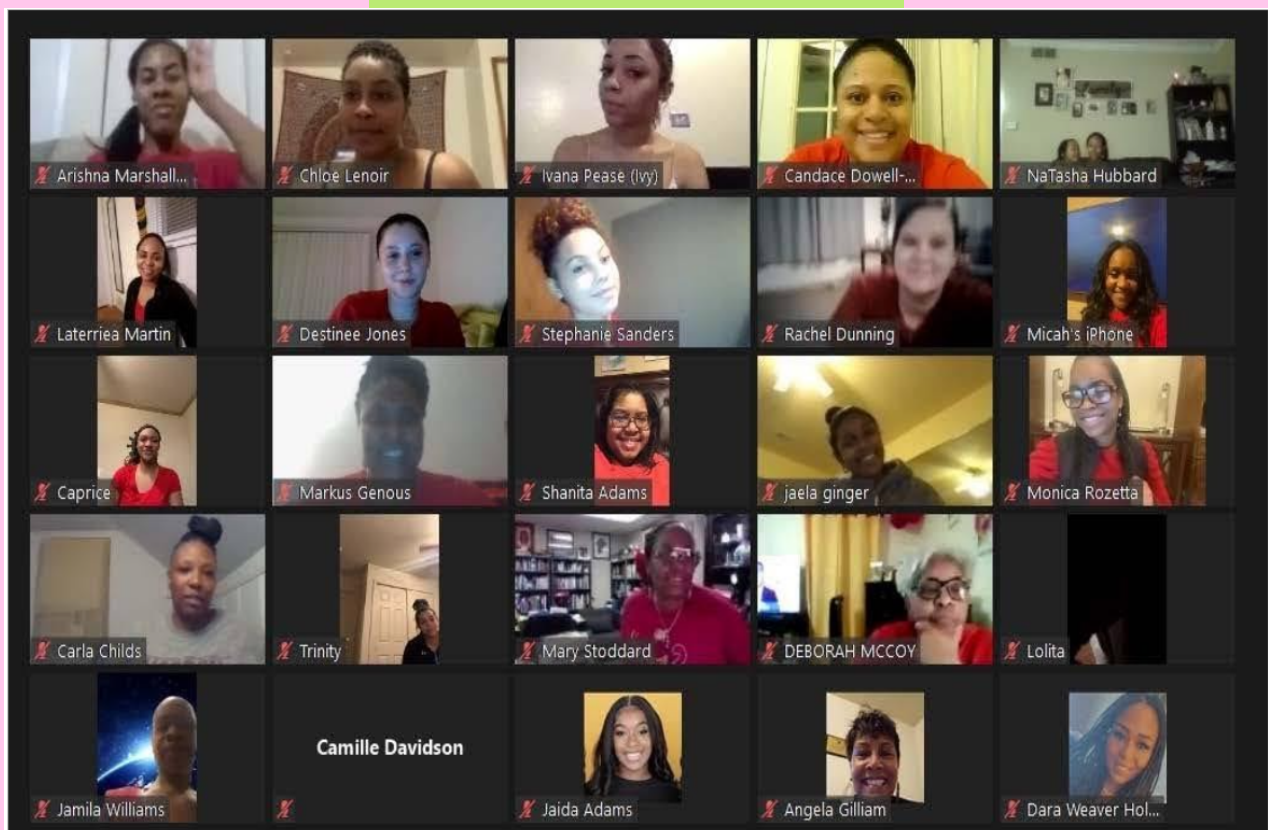 Arishna Marshall...
Chloe Lenoir
Ivana Pease (Ivy)
Candace Dowell-...
NaTasha Hubbard
Laterriea Martin
Destinee Jones
Stephanie Sanders
Rachel Dunning
Micah's iPhone
Caprice
Markus Genous
Shanita Adams
jaela ginger
Monica Rozetta
Carla Childs
Trinity
Mary Stoddard
DEBORAH MCCOY
Lolita
Jamila Williams
Camille Davidson
Jaida Adams
Angela Gilliam
Dara Weaver Hol...